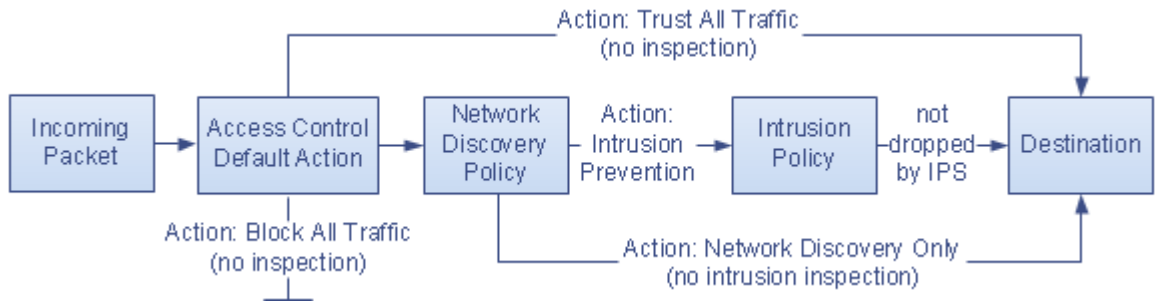 Action: Trust All Traffic
(no inspection)
Incoming
Packet
Access Control
Default Action
Network
Discovery
Policy
Action:
Intrusion
Prevention
Intrusion
Policy
not
dropped
by IPS
Destination
Action: Block All Traffic
(no inspection)
Action: Network Discovery Only
(no intrusion inspection)